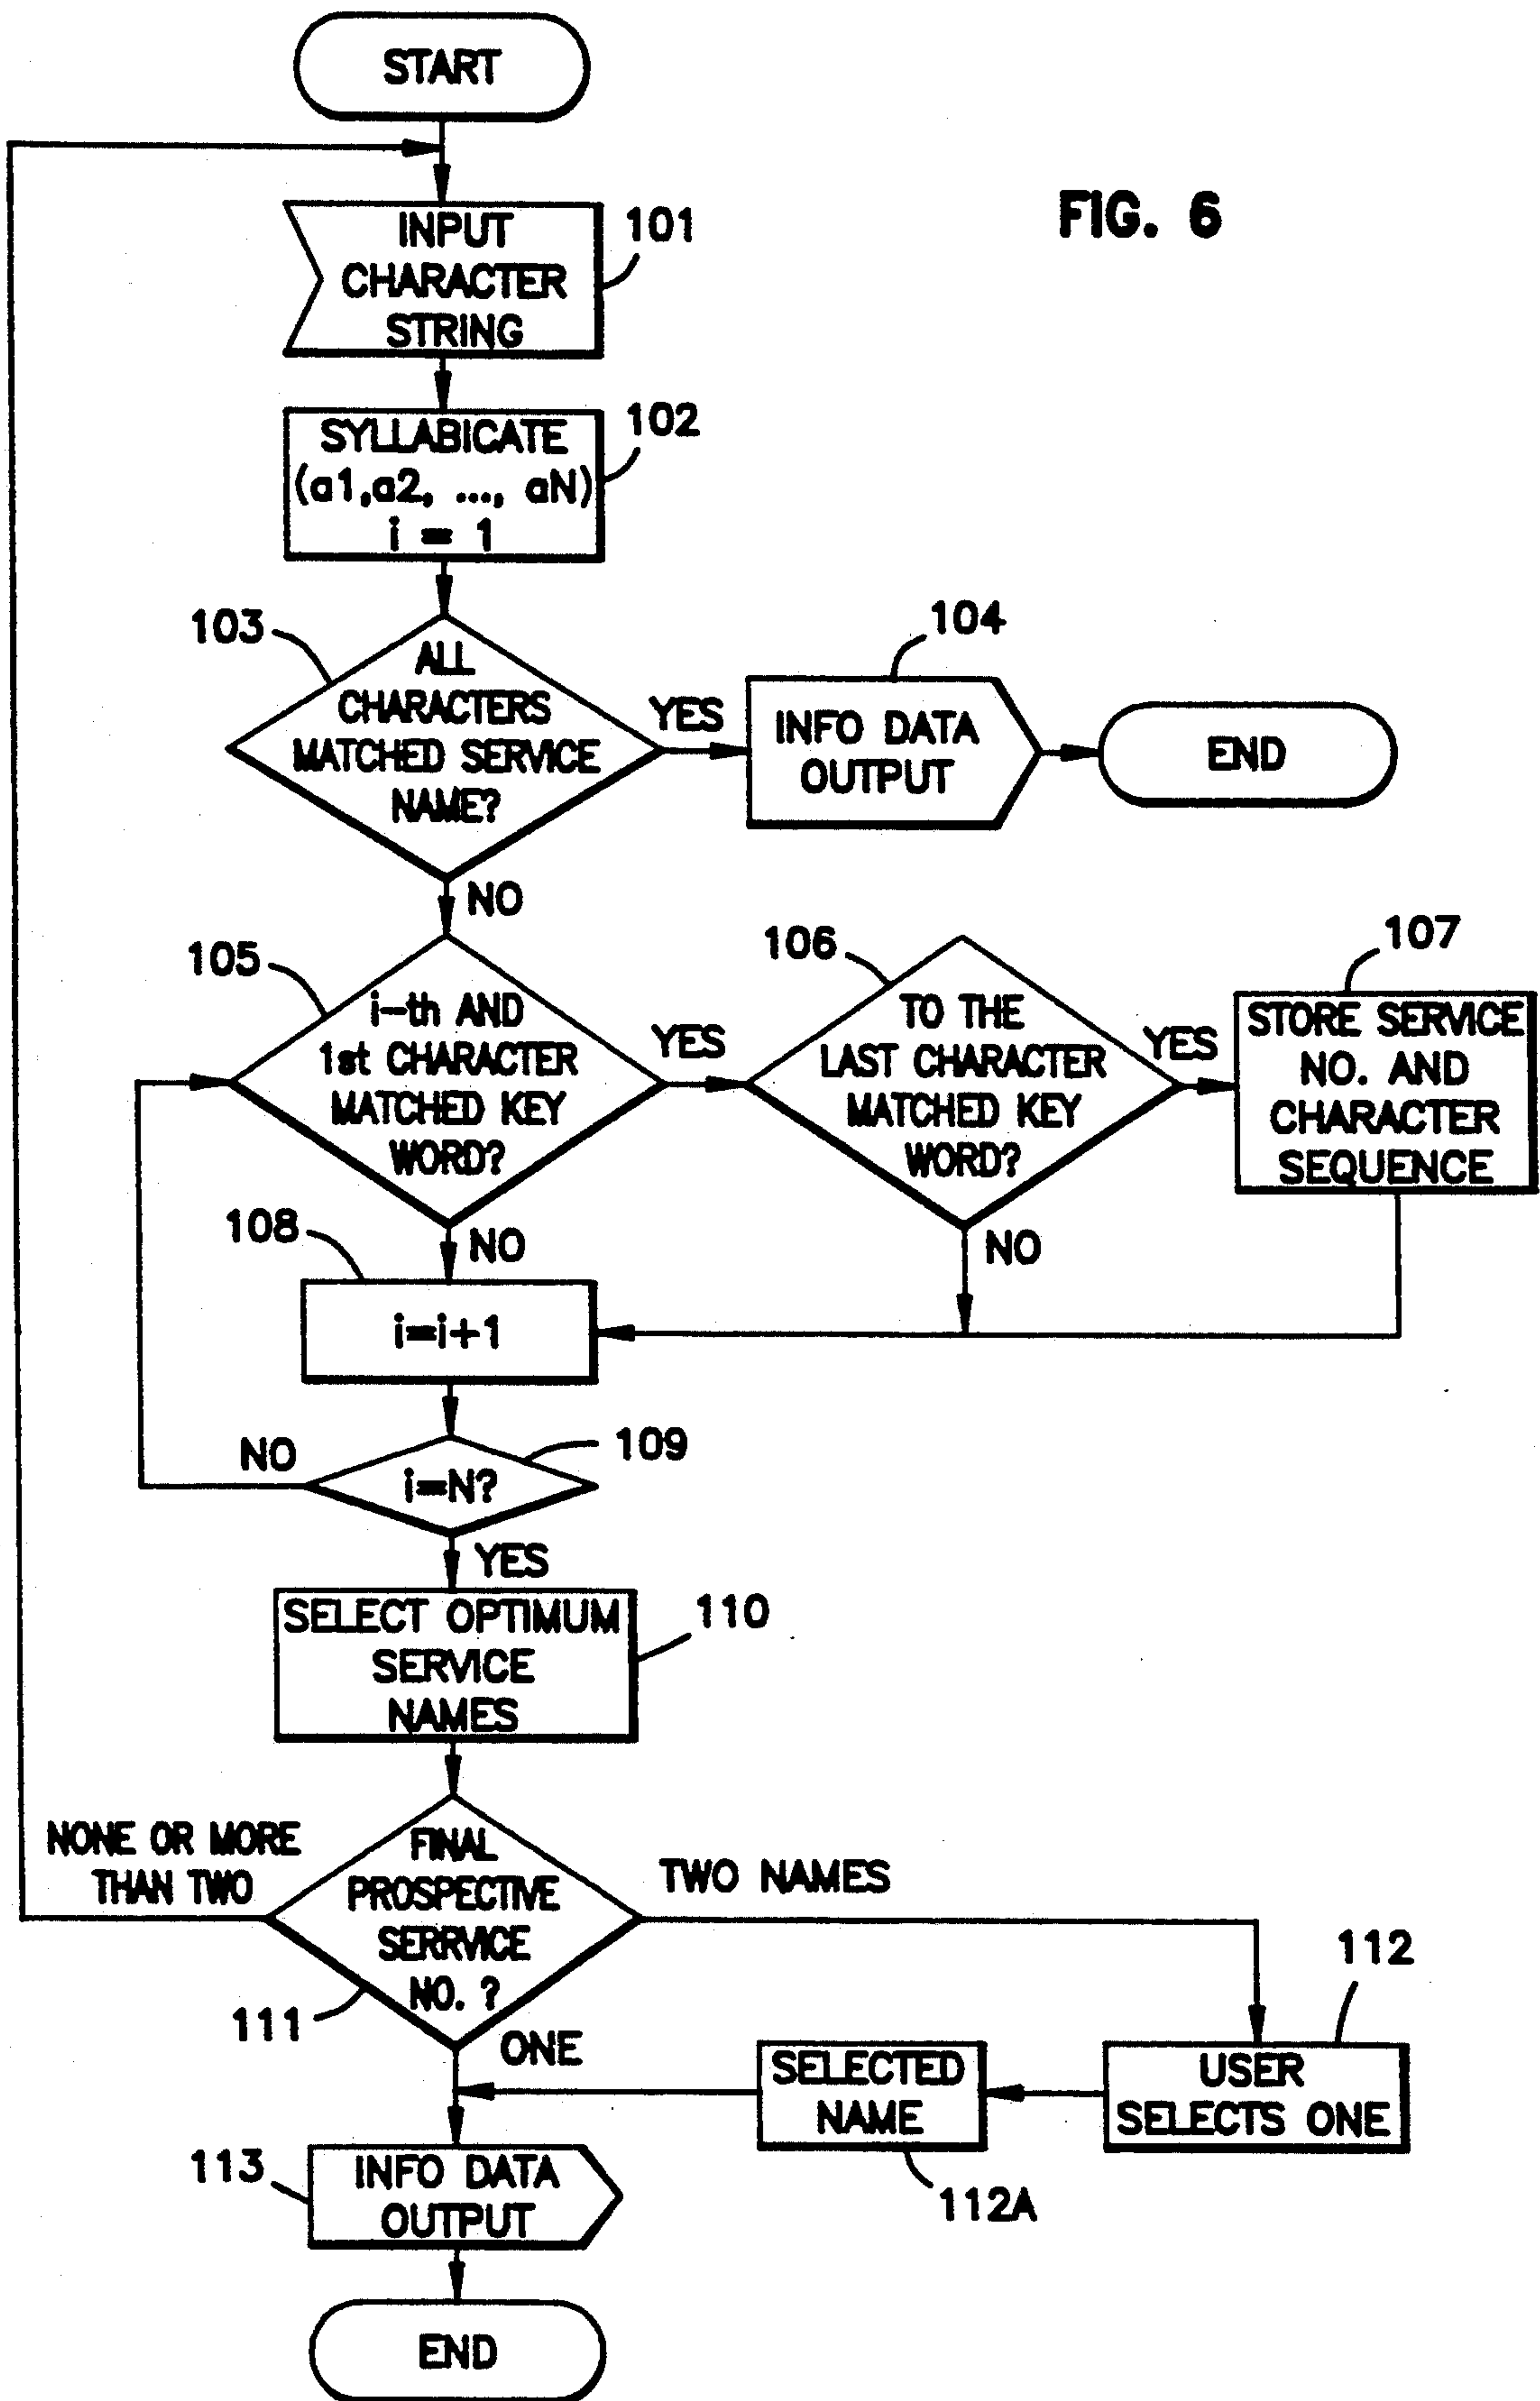 START
FIG. 6
INPUT
CHARACTER
STRING
101
SYLLABICATE
(a1,a2, ..., aN)
i = 1
102
103
ALL
CHARACTERS
MATCHED SERVICE
NAME?
YES
104
INFO DATA
OUTPUT
END
NO
105
i-th AND
1st CHARACTER
MATCHED KEY
WORD?
YES
106
TO THE
LAST CHARACTER
MATCHED KEY
WORD?
YES
107
STORE SERVICE
NO. AND
CHARACTER
SEQUENCE
NO
NO
108
i=i+1
109
i=N?
NO
YES
SELECT OPTIMUM
SERVICE
NAMES
110
NONE OR MORE
THAN TWO
FINAL
PROSPECTIVE
SERRVICE
NO. ?
TWO NAMES
111
ONE
112
USER
SELECTS ONE
SELECTED
NAME
112A
113
INFO DATA
OUTPUT
END